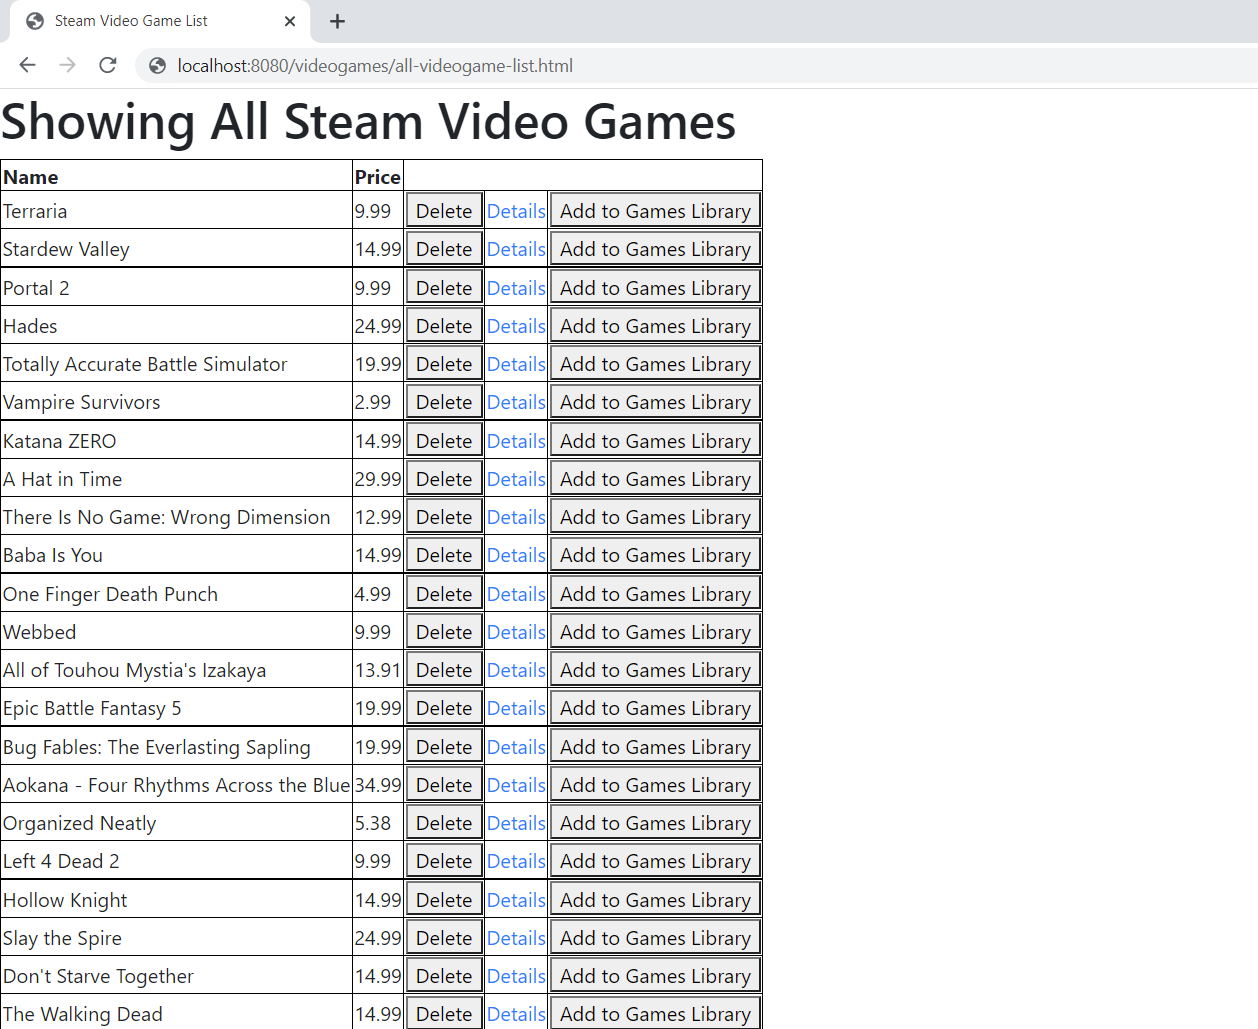 Steam Video Game List
localhost:8080/videogames/all-videogame-list.html
Showing All Steam Video Games
Name Price
Terraria 9.99 Delete Details Add to Games Library
Stardew Valley 14.99 Delete Details Add to Games Library
Portal 2 9.99 Delete Details Add to Games Library
Hades 24.99 Delete Details Add to Games Library
Totally Accurate Battle Simulator 19.99 Delete Details Add to Games Library
Vampire Survivors 2.99 Delete Details Add to Games Library
Katana ZERO 14.99 Delete Details Add to Games Library
A Hat in Time 29.99 Delete Details Add to Games Library
There Is No Game: Wrong Dimension 12.99 Delete Details Add to Games Library
Baba Is You 14.99 Delete Details Add to Games Library
One Finger Death Punch 4.99 Delete Details Add to Games Library
Webbed 9.99 Delete Details Add to Games Library
All of Touhou Mystia's Izakaya 13.91 Delete Details Add to Games Library
Epic Battle Fantasy 5 19.99 Delete Details Add to Games Library
Bug Fables: The Everlasting Sapling 19.99 Delete Details Add to Games Library
Aokana - Four Rhythms Across the Blue 34.99 Delete Details Add to Games Library
Organized Neatly 5.38 Delete Details Add to Games Library
Left 4 Dead 2 9.99 Delete Details Add to Games Library
Hollow Knight 14.99 Delete Details Add to Games Library
Slay the Spire 24.99 Delete Details Add to Games Library
Don't Starve Together 14.99 Delete Details Add to Games Library
The Walking Dead 14.99 Delete Details Add to Games Library